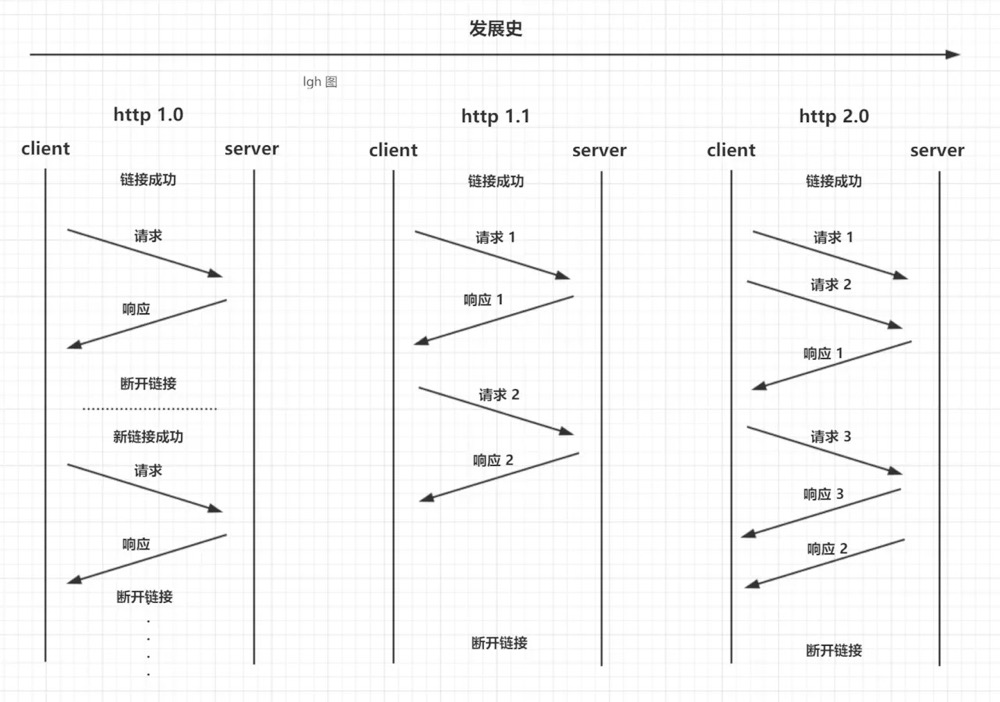 发展史
lgh 图
http 1.0
client
server
链接成功
请求
响应
断开链接
新链接成功
请求
响应
断开链接
http 1.1
client
server
链接成功
请求 1
响应 1
请求 2
响应 2
断开链接
http 2.0
client
server
链接成功
请求 1
请求 2
响应 1
请求 3
响应 3
响应 2
断开链接